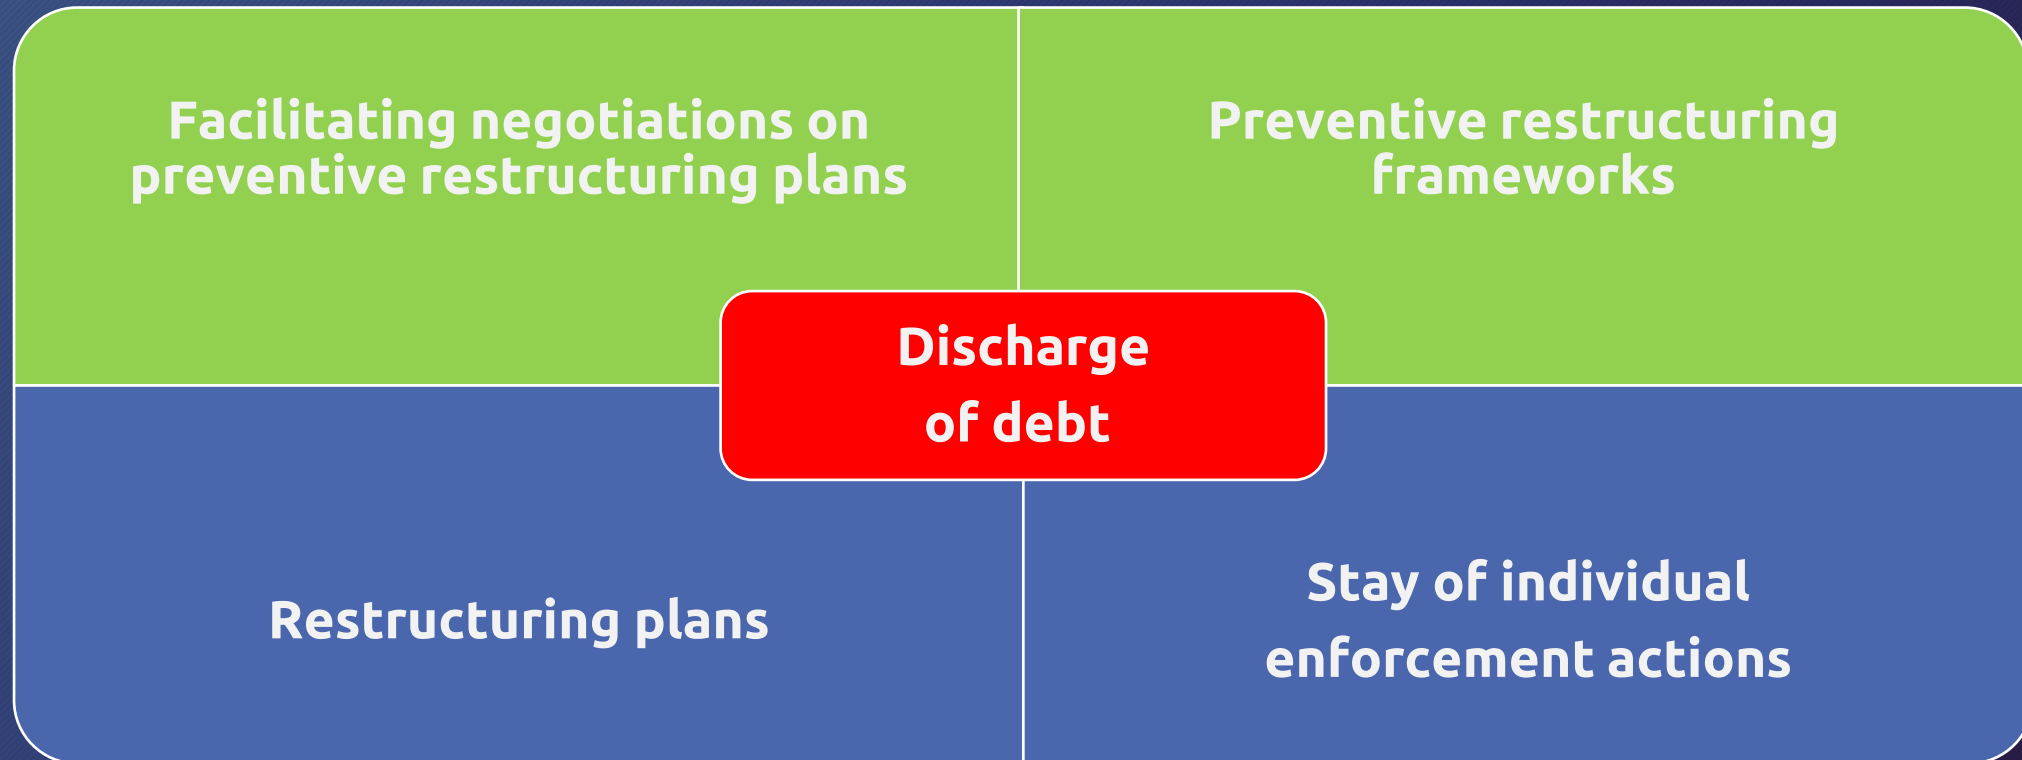 Facilitating negotiations on
preventive restructuring plans
Preventive restructuring
frameworks
Discharge
of debt
Restructuring plans
Stay of individual
enforcement actions